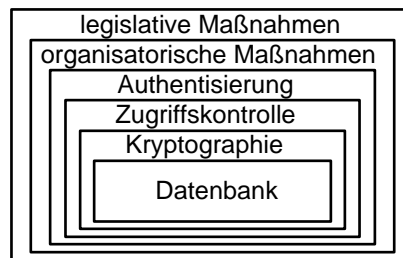 legislative Maßnahmen
organisatorische Maßnahmen
Authentisierung
Zugriffskontrolle
Kryptographie
Datenbank